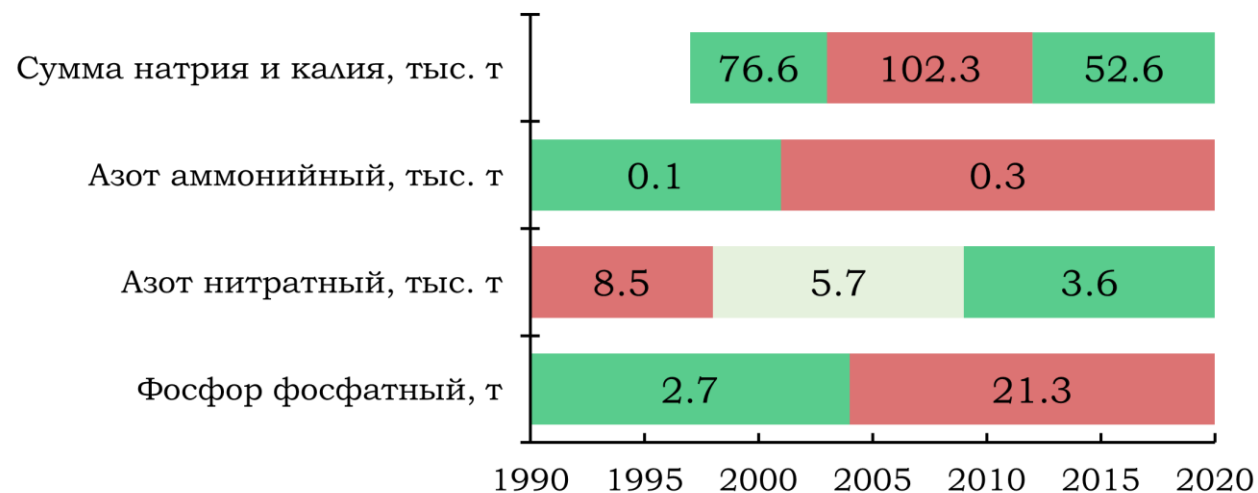 Сумма натрия и калия, тыс. т 76.6 102.3 52.6
Азот аммонийный, тыс. т 0.1 0.3
Азот нитратный, тыс. т 8.5 5.7 3.6
Фосфор фосфатный, т 2.7 21.3
1990 1995 2000 2005 2010 2015 2020